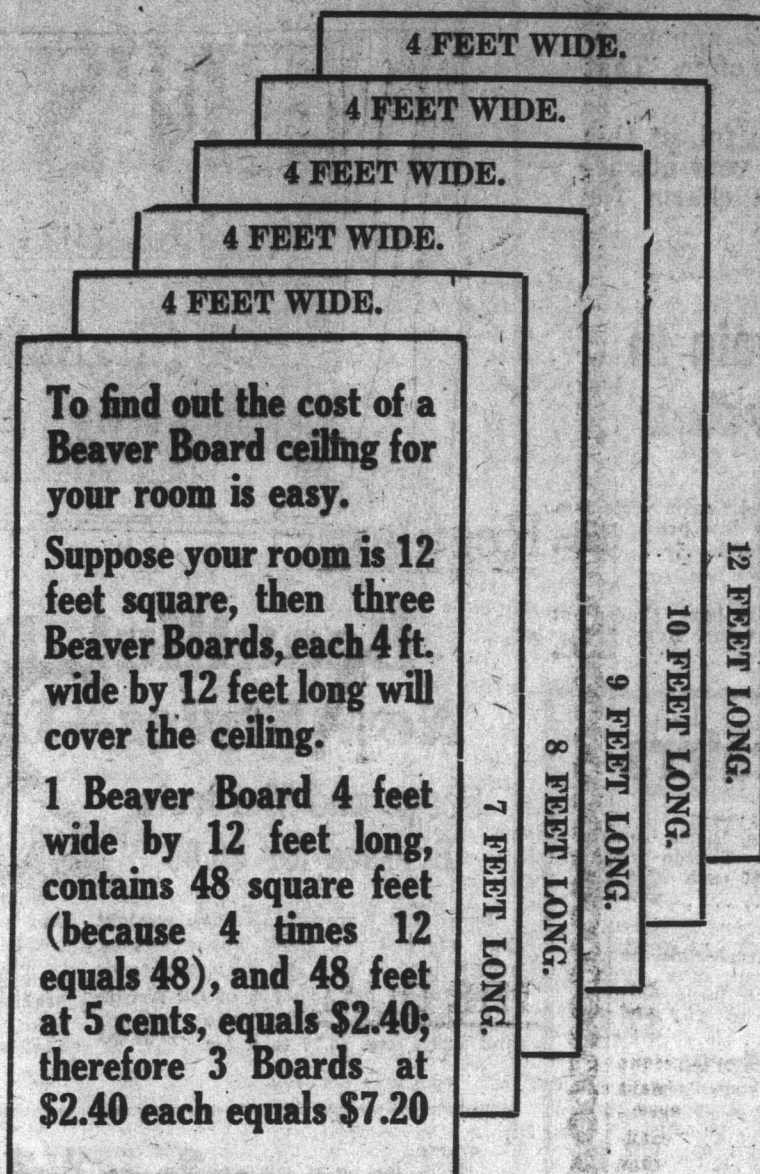 4 FEET WIDE.
4 FEET WIDE.
4 FEET WIDE.
4 FEET WIDE.
4 FEET WIDE.
To find out the cost of a
Beaver Board ceiling for
your room is easy.
Suppose your room is 12
feet square, then three
Beaver Boards, each 4 ft.
wide by 12 feet long will
cover the ceiling.
1 Beaver Board 4 feet
wide by 12 feet long,
contains 48 square feet
(because 4 times 12
equals 48), and 48 feet
at 5 cents, equals $2.40;
therefore 3 Boards at
$2.40 each equals $7.20
7 FEET LONG.
8 FEET LONG.
9 FEET LONG.
10 FEET LONG.
12 FEET LONG.